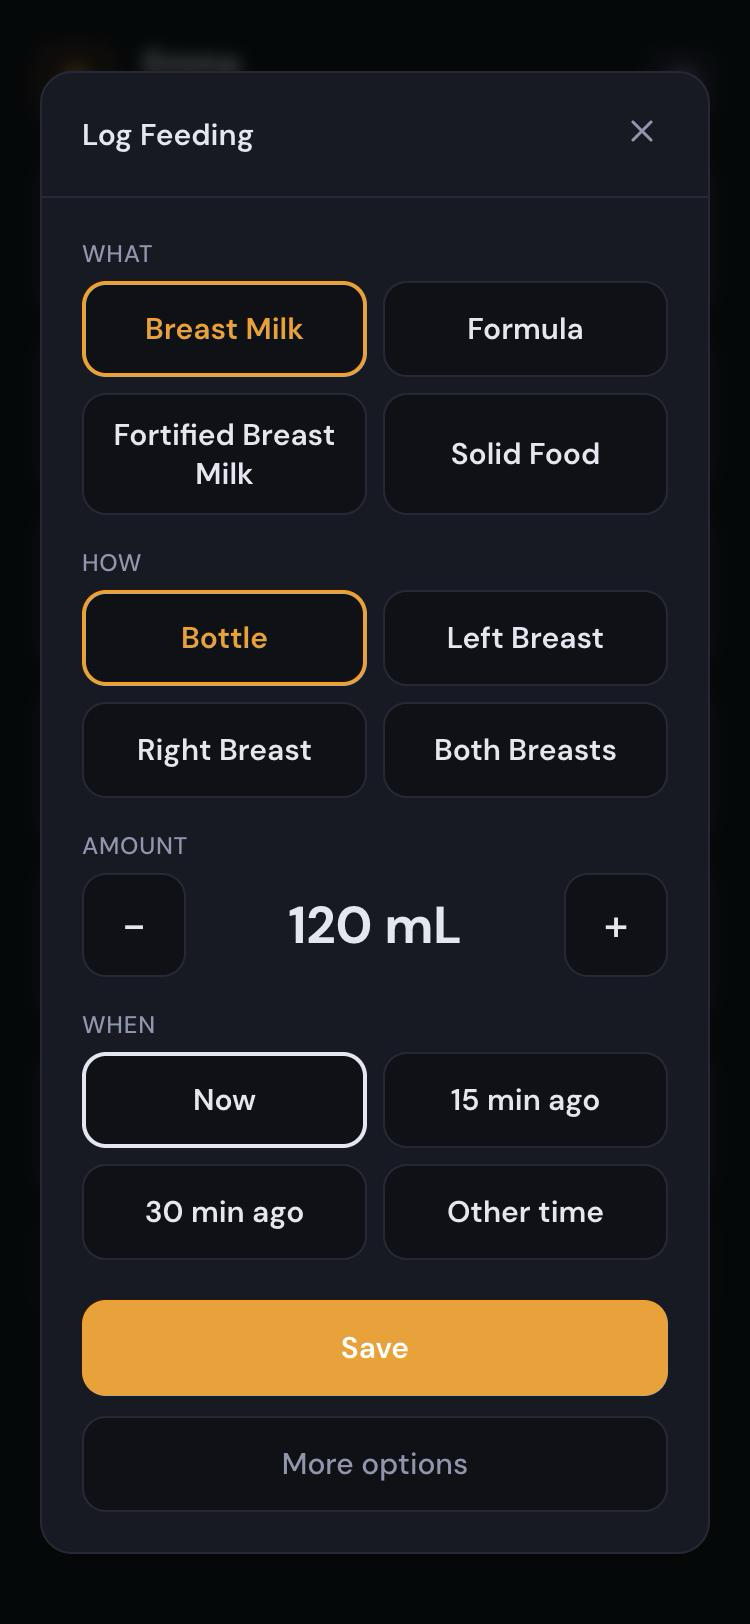 Log Feeding
WHAT
Breast Milk
Formula
Fortified Breast
Milk
Solid Food
HOW
Bottle
Left Breast
Right Breast
Both Breasts
AMOUNT
−
120 mL
+
WHEN
Now
15 min ago
30 min ago
Other time
Save
More options